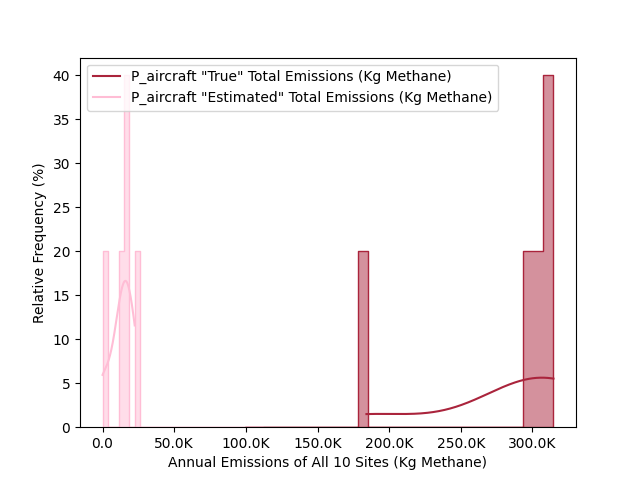 P_aircraft "True" Total Emissions (Kg Methane)
P_aircraft "Estimated" Total Emissions (Kg Methane)
40
35
30
25
20
15
10
5
0
Relative Frequency (%)
0.0 50.0K 100.0K 150.0K 200.0K 250.0K 300.0K
Annual Emissions of All 10 Sites (Kg Methane)